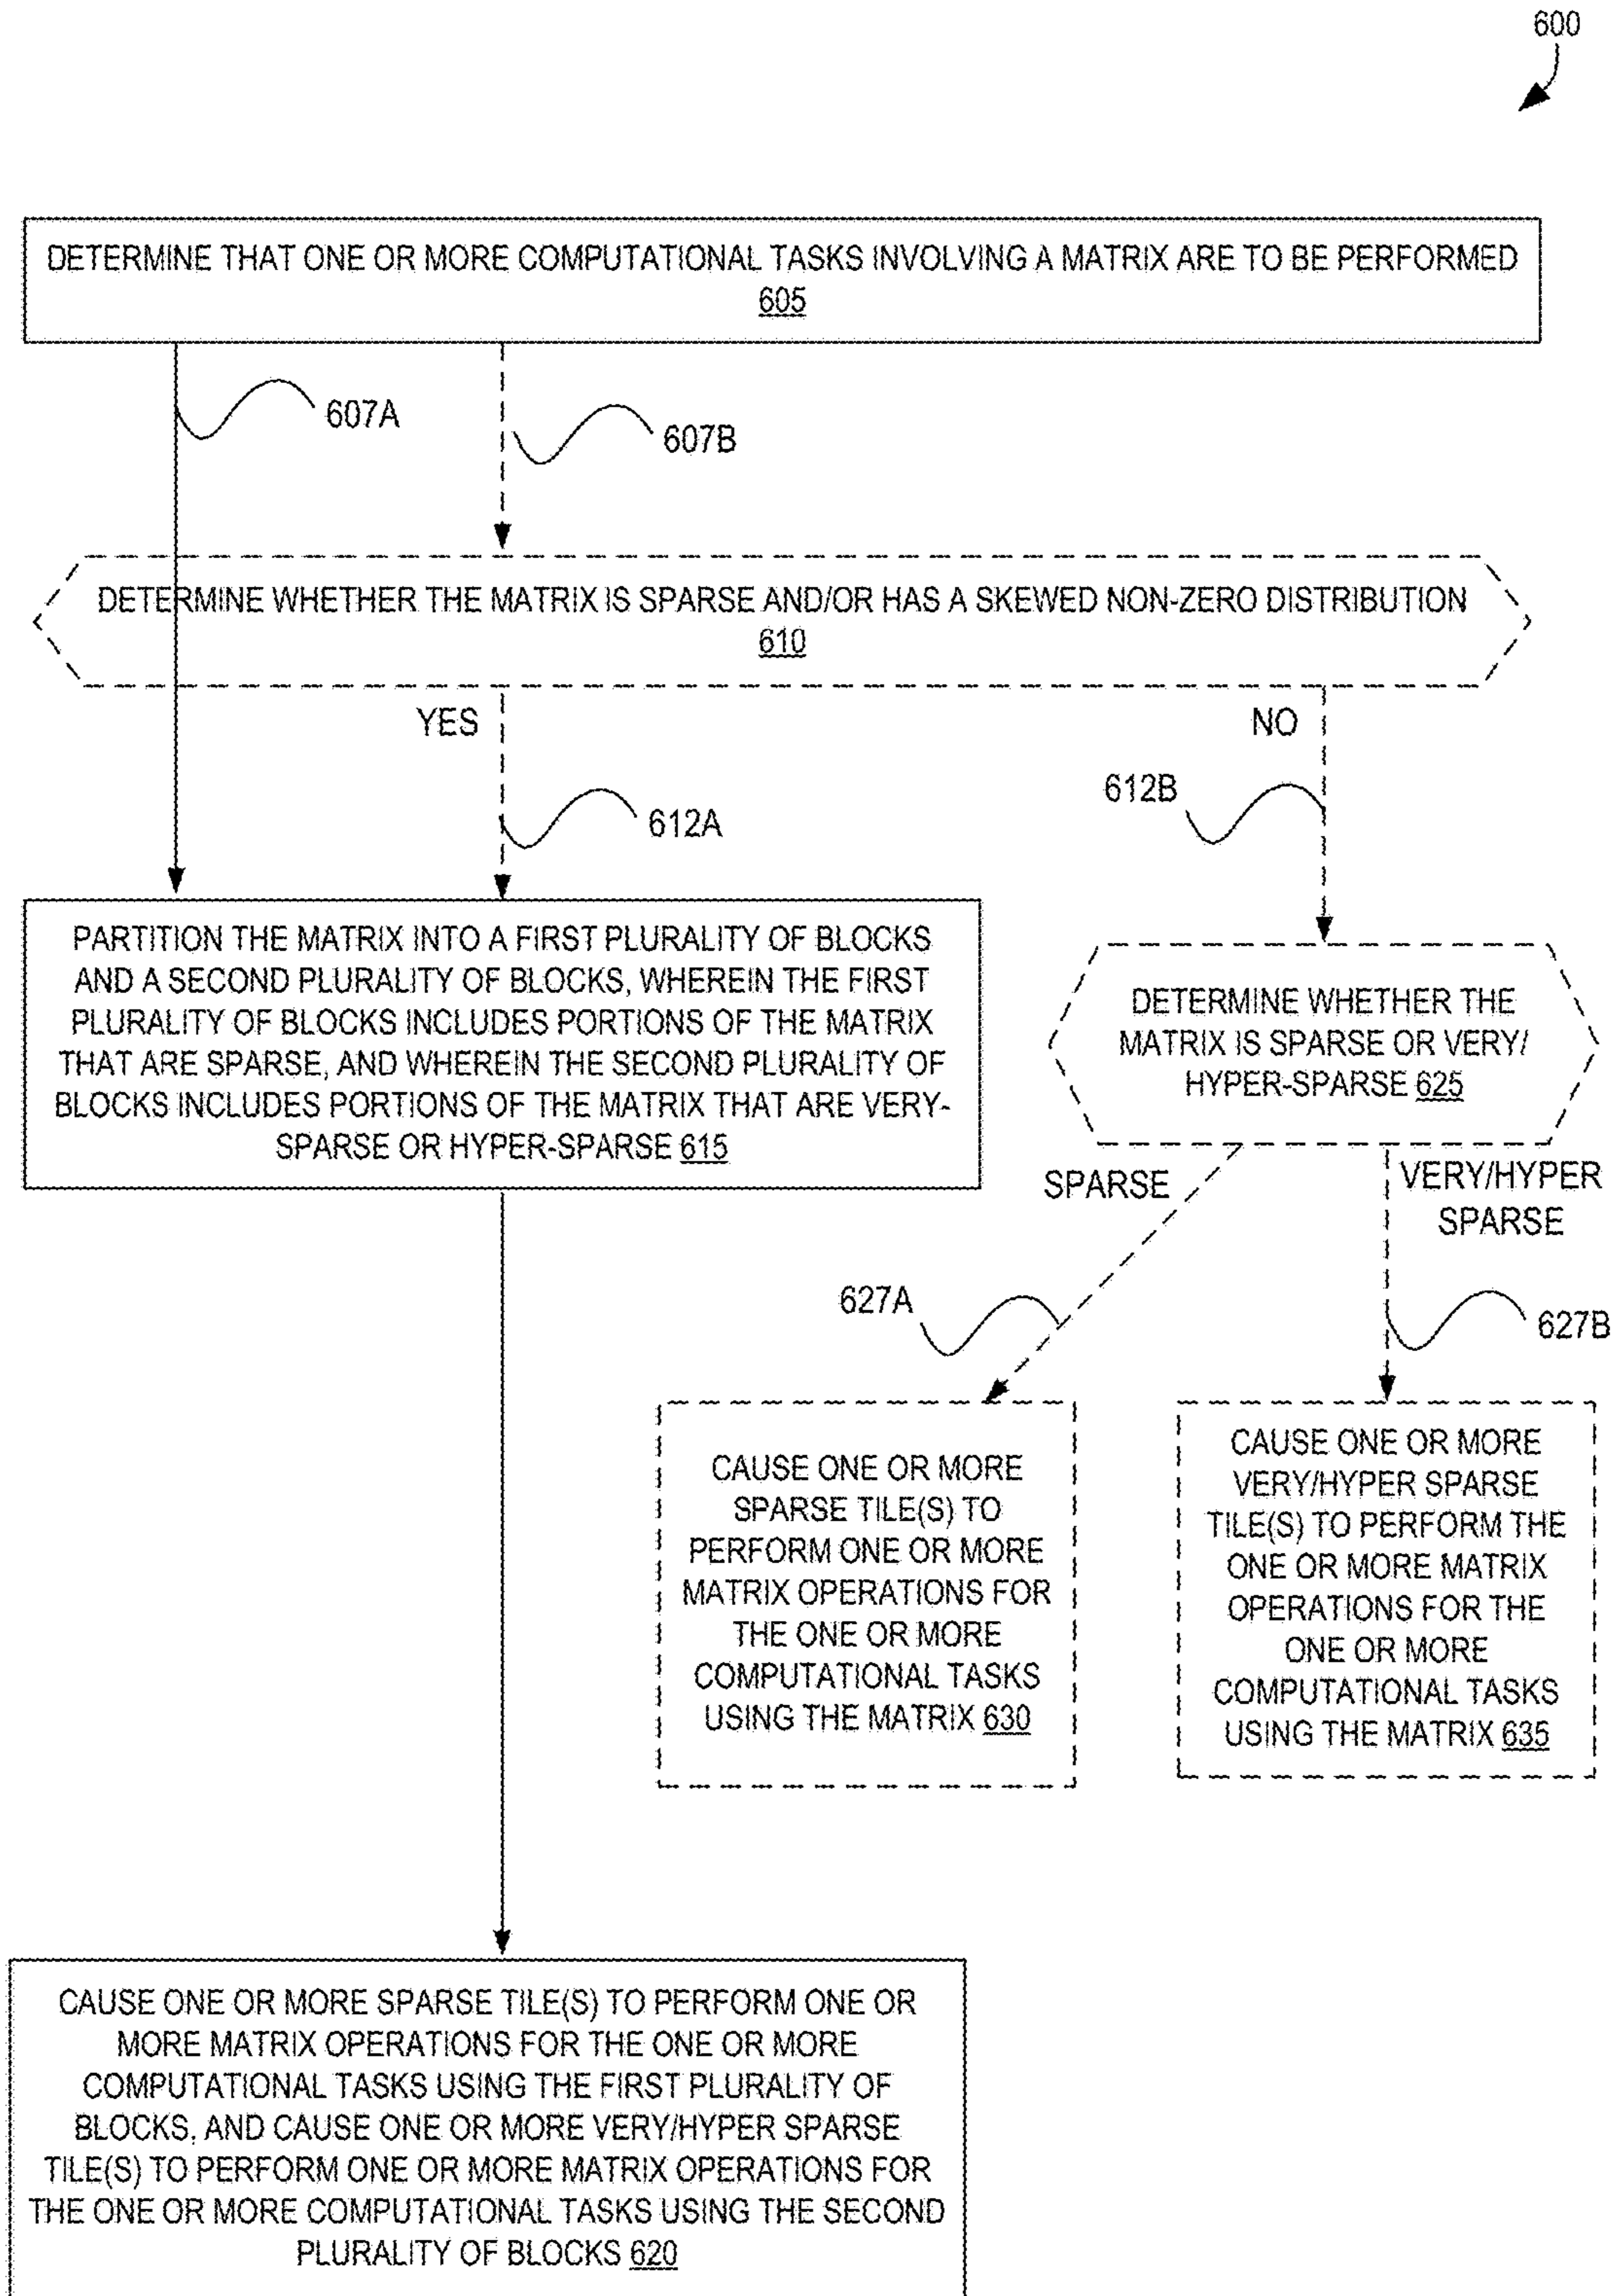 600
DETERMINE THAT ONE OR MORE COMPUTATIONAL TASKS INVOLVING A MATRIX ARE TO BE PERFORMED
605
607A
607B
DETERMINE WHETHER THE MATRIX IS SPARSE AND/OR HAS A SKEWED NON-ZERO DISTRIBUTION
610
YES
NO
612A
612B
PARTITION THE MATRIX INTO A FIRST PLURALITY OF BLOCKS
AND A SECOND PLURALITY OF BLOCKS, WHEREIN THE FIRST
PLURALITY OF BLOCKS INCLUDES PORTIONS OF THE MATRIX
THAT ARE SPARSE, AND WHEREIN THE SECOND PLURALITY OF
BLOCKS INCLUDES PORTIONS OF THE MATRIX THAT ARE VERY-
SPARSE OR HYPER-SPARSE 615
DETERMINE WHETHER THE
MATRIX IS SPARSE OR VERY/
HYPER-SPARSE 625
SPARSE
VERY/HYPER
SPARSE
627A
627B
CAUSE ONE OR MORE
SPARSE TILE(S) TO
PERFORM ONE OR MORE
MATRIX OPERATIONS FOR
THE ONE OR MORE
COMPUTATIONAL TASKS
USING THE MATRIX 630
CAUSE ONE OR MORE
VERY/HYPER SPARSE
TILE(S) TO PERFORM THE
ONE OR MORE MATRIX
OPERATIONS FOR THE
ONE OR MORE
COMPUTATIONAL TASKS
USING THE MATRIX 635
CAUSE ONE OR MORE SPARSE TILE(S) TO PERFORM ONE OR
MORE MATRIX OPERATIONS FOR THE ONE OR MORE
COMPUTATIONAL TASKS USING THE FIRST PLURALITY OF
BLOCKS, AND CAUSE ONE OR MORE VERY/HYPER SPARSE
TILE(S) TO PERFORM ONE OR MORE MATRIX OPERATIONS FOR
THE ONE OR MORE COMPUTATIONAL TASKS USING THE SECOND
PLURALITY OF BLOCKS 620